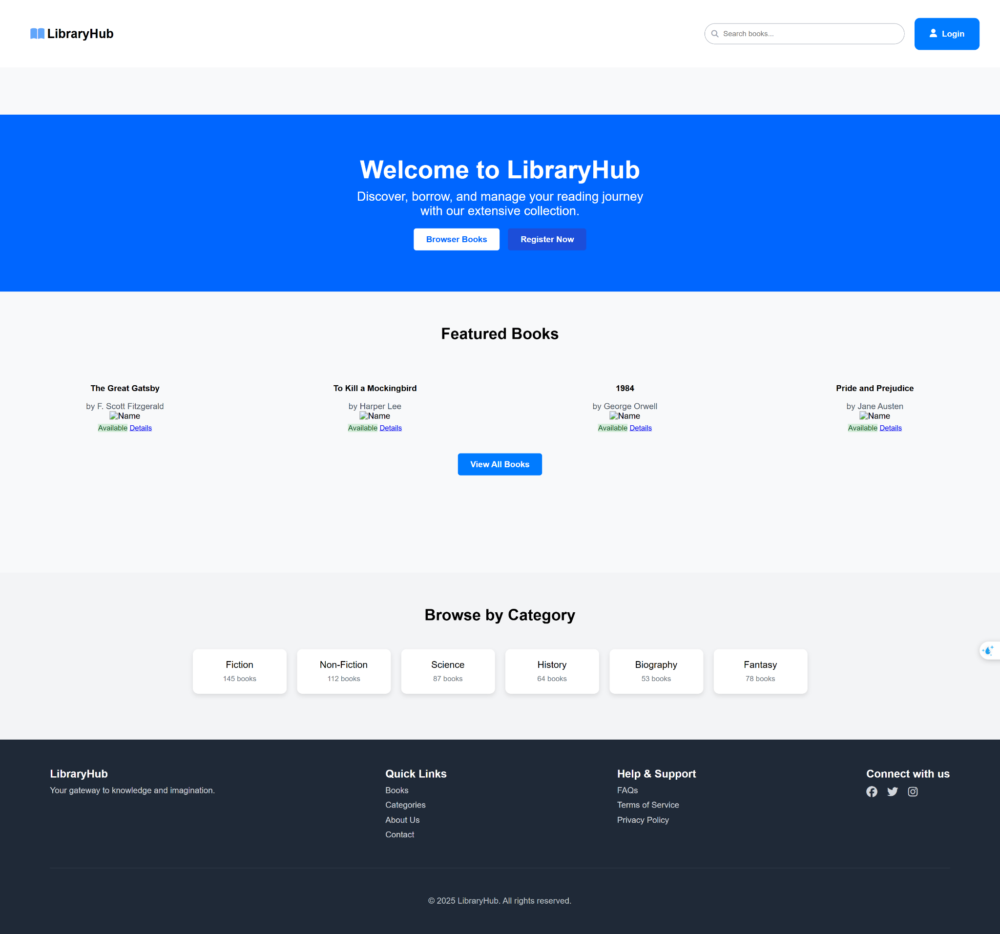 LibraryHub
Search books...
Login
Welcome to LibraryHub
Discover, borrow, and manage your reading journey
with our extensive collection.
Browser Books
Register Now
Featured Books
The Great Gatsby
by F. Scott Fitzgerald
Name
Available Details
To Kill a Mockingbird
by Harper Lee
Name
Available Details
1984
by George Orwell
Name
Available Details
Pride and Prejudice
by Jane Austen
Name
Available Details
View All Books
Browse by Category
Fiction
145 books
Non-Fiction
112 books
Science
87 books
History
64 books
Biography
53 books
Fantasy
78 books
LibraryHub
Your gateway to knowledge and imagination.
Quick Links
Books
Categories
About Us
Contact
Help & Support
FAQs
Terms of Service
Privacy Policy
Connect with us
© 2025 LibraryHub. All rights reserved.